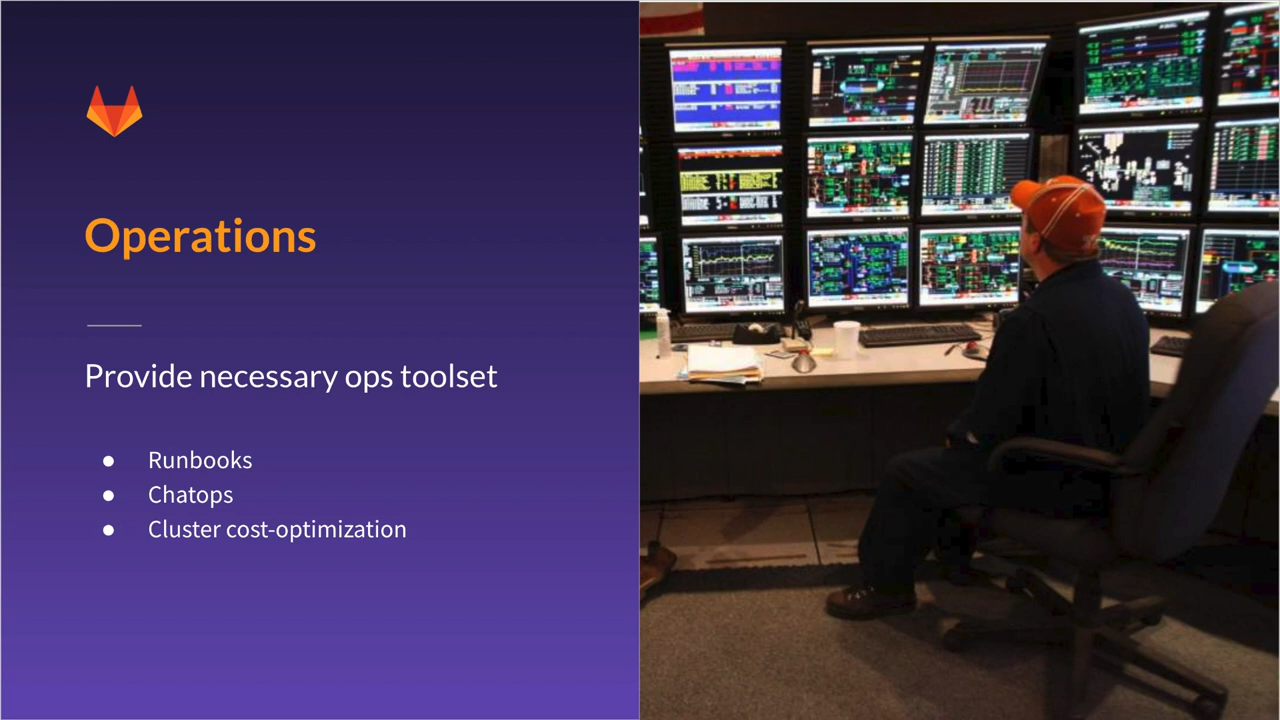 Operations
Provide necessary ops toolset
● Runbooks
● Chatops
● Cluster cost-optimization